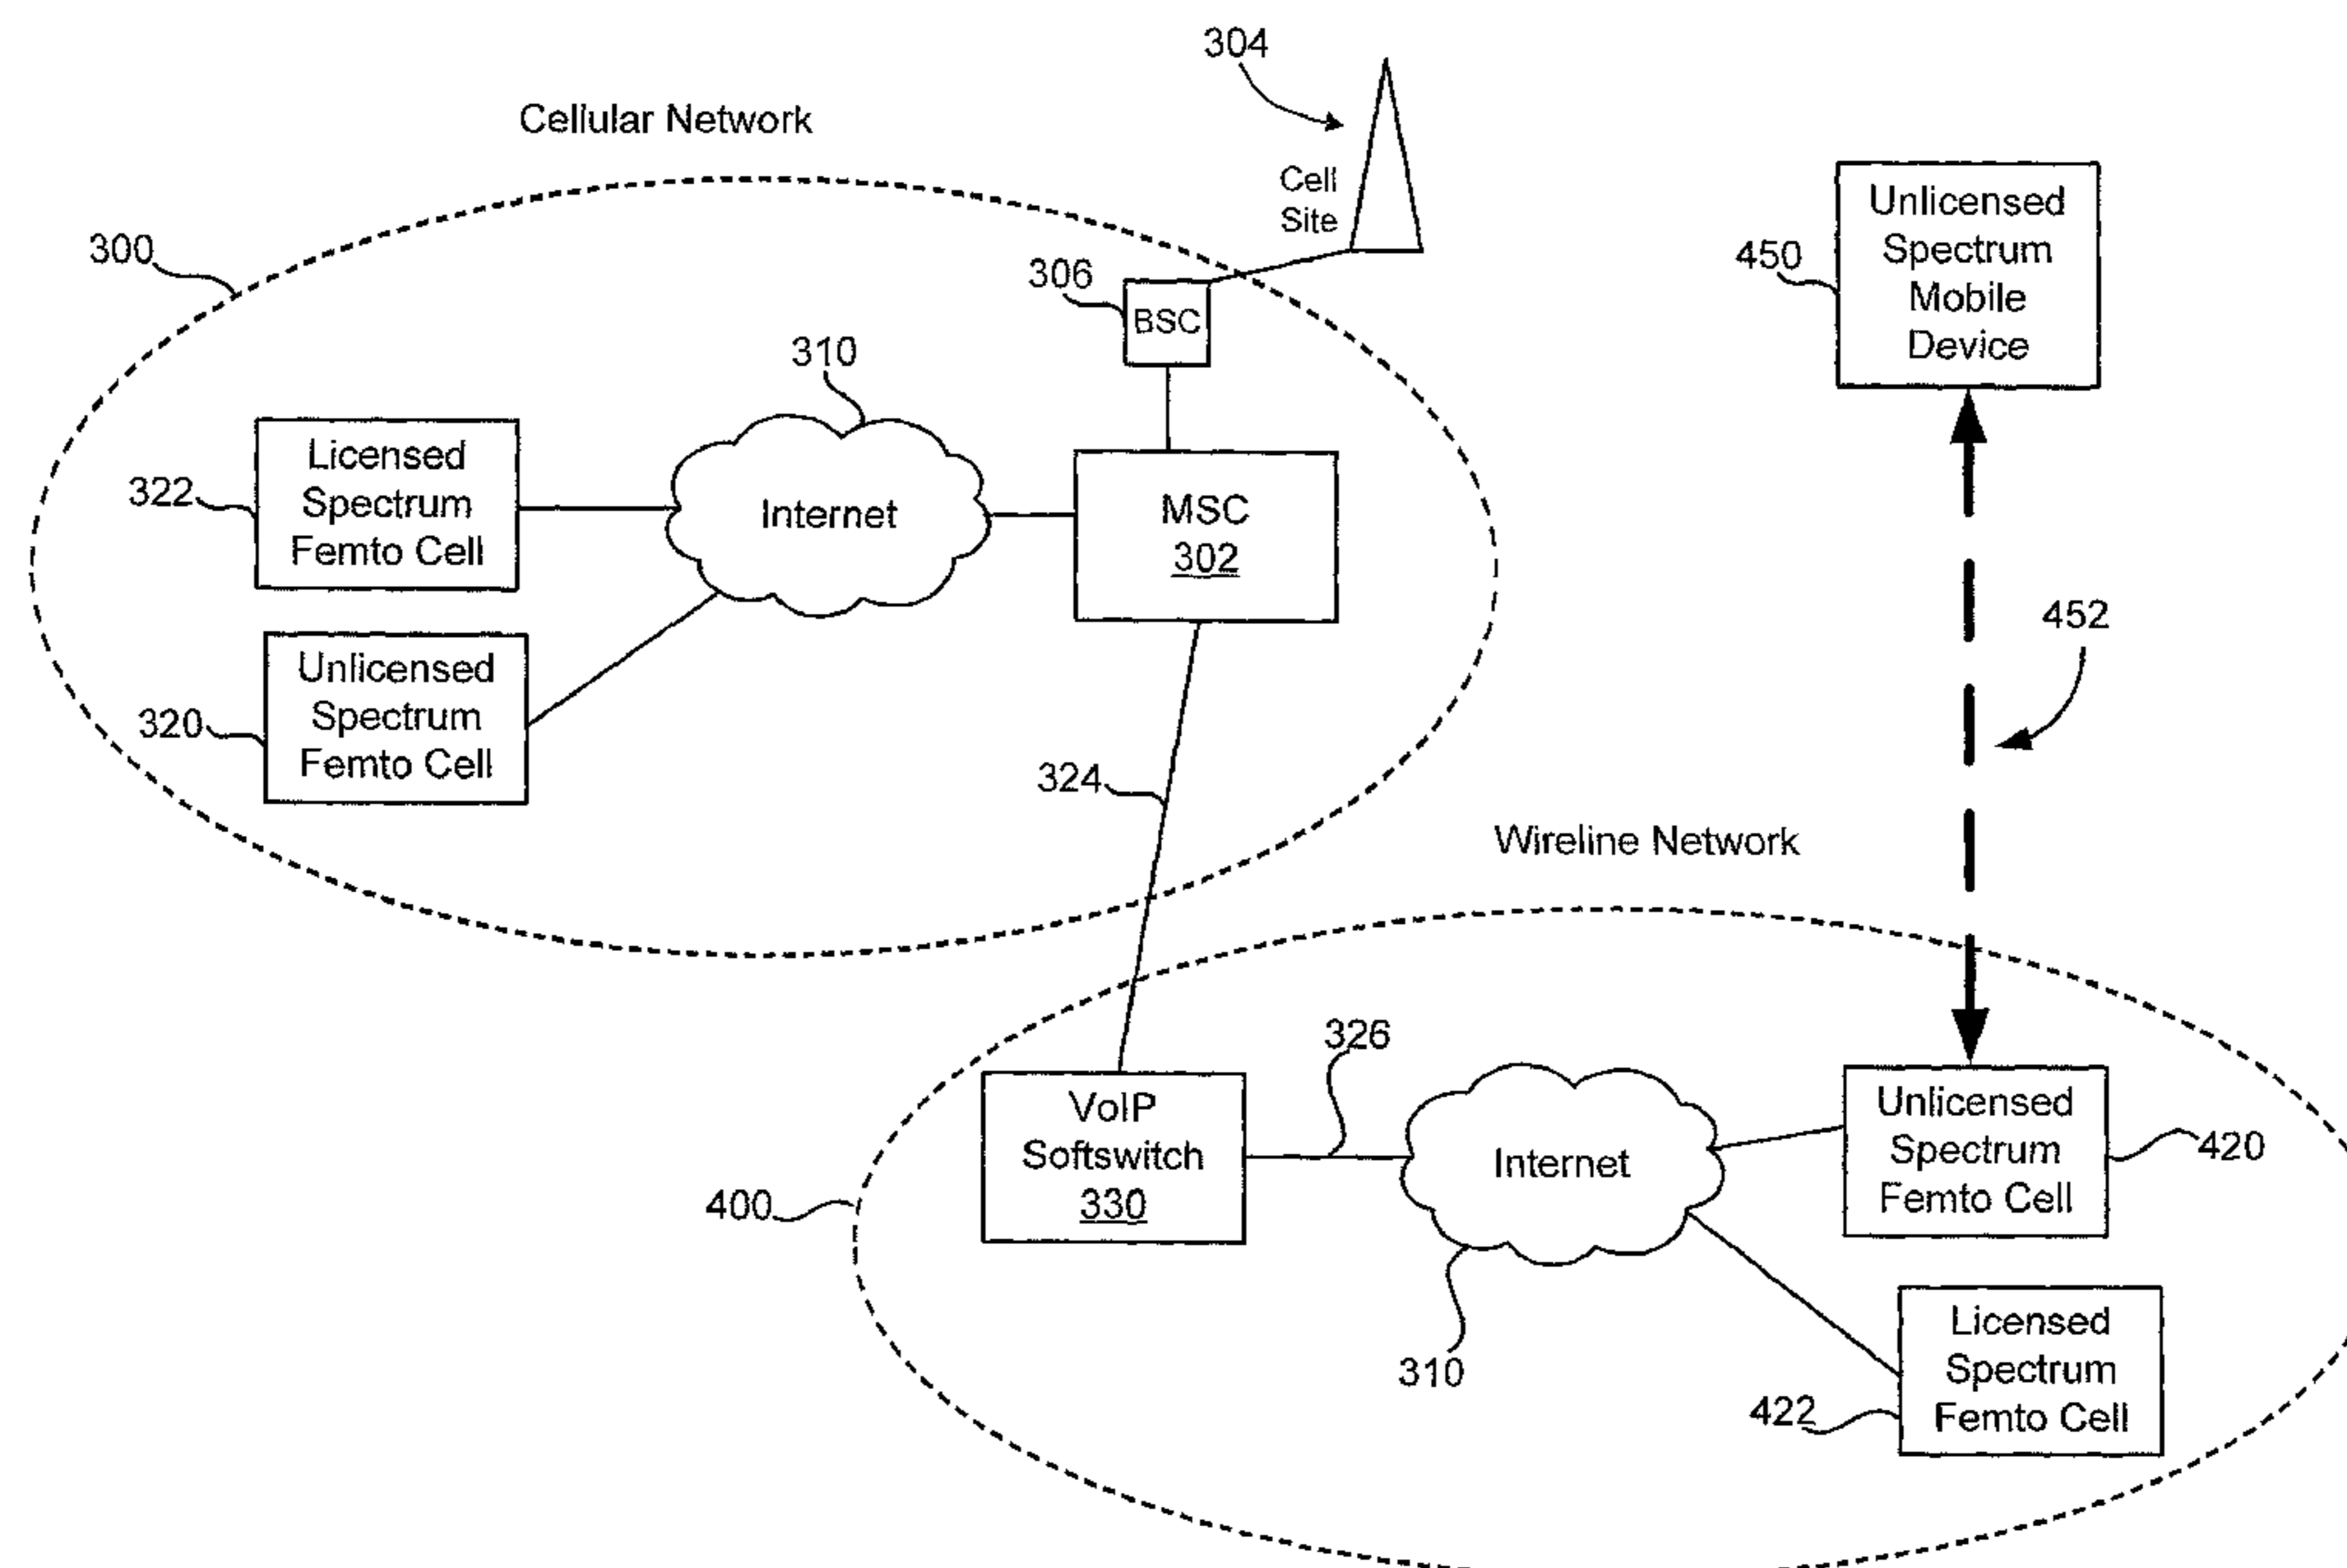 304
Cellular Network
Cell
Site
300
306
BSC
310
Unlicensed
Spectrum
Mobile
Device
450
Licensed
Spectrum
Femto Cell
322
Internet
MSC
302
452
Unlicensed
Spectrum
Femto Cell
320
324
Wireline Network
326
VoIP
Softswitch
330
400
Internet
Unlicensed
Spectrum
Femto Cell
420
310
Licensed
Spectrum
Femto Cell
422